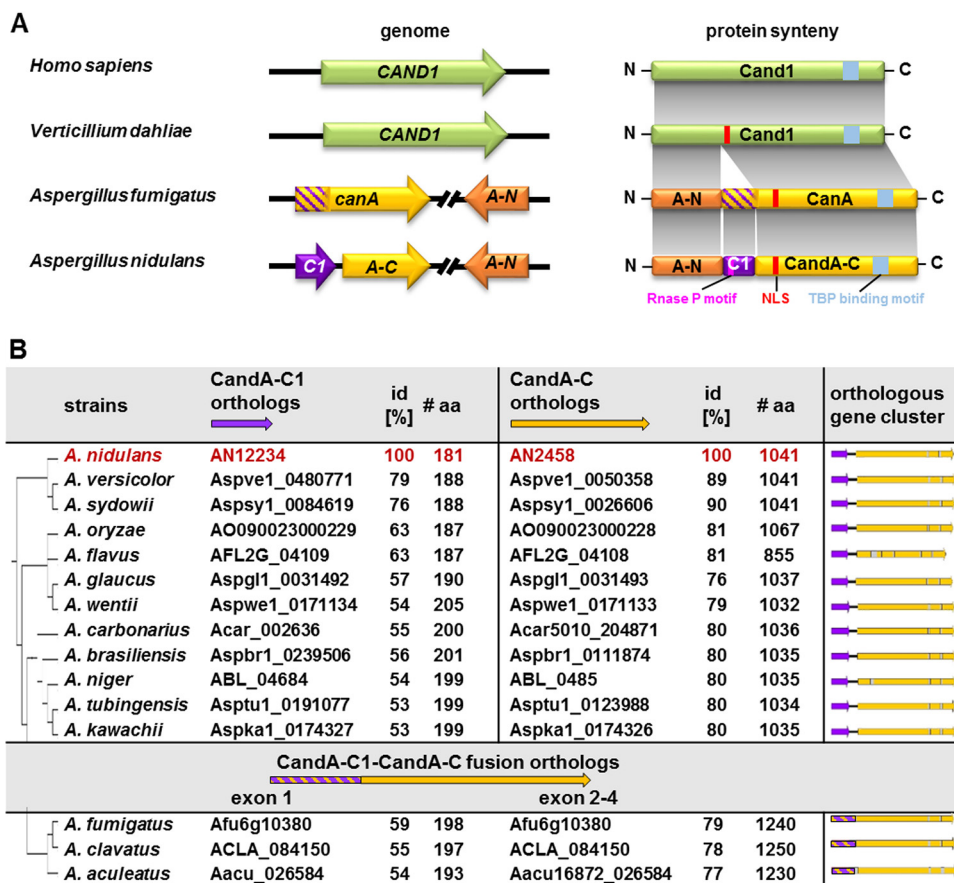 A
genome
protein synteny
Homo sapiens
CAND1
N
Cand1
C
Verticillium dahliae
CAND1
N
Cand1
C
Aspergillus fumigatus
canA
A-N
N
A-N
CanA
C
Aspergillus nidulans
C1
A-C
A-N
N
A-N
C1
CandA-C
C
Rnase P motif
NLS
TBP binding motif
B
strains
CandA-C1 orthologs
id [%]
# aa
CandA-C orthologs
id [%]
# aa
orthologous gene cluster
A. nidulans AN12234 100 181 AN2458 100 1041
A. versicolor Aspve1_0480771 79 188 Aspve1_0050358 89 1041
A. sydowii Aspsy1_0084619 76 188 Aspsy1_0026606 90 1041
A. oryzae AO090023000229 63 187 AO090023000228 81 1067
A. flavus AFL2G_04109 63 187 AFL2G_04108 81 855
A. glaucus Aspgl1_0031492 57 190 Aspgl1_0031493 76 1037
A. wentii Aspwe1_0171134 54 205 Aspwe1_0171133 79 1032
A. carbonarius Acar_002636 55 200 Acar5010_204871 80 1036
A. brasiliensis Aspbr1_0239506 56 201 Aspbr1_0111874 80 1035
A. niger ABL_04684 54 199 ABL_0485 80 1035
A. tubingensis Asptu1_0191077 53 199 Asptu1_0123988 80 1034
A. kawachii Aspka1_0174327 53 199 Aspka1_0174326 80 1035
CandA-C1-CandA-C fusion orthologs
exon 1
exon 2-4
A. fumigatus Afu6g10380 59 198 Afu6g10380 79 1240
A. clavatus ACLA_084150 55 197 ACLA_084150 78 1250
A. aculeatus Aacu_026584 54 193 Aacu16872_026584 77 1230